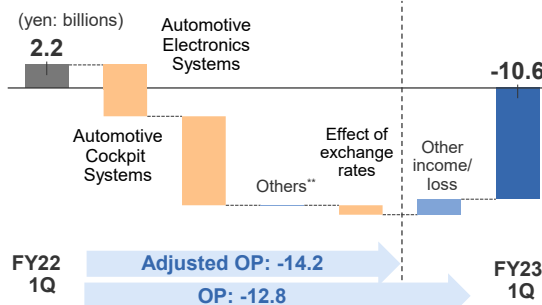 (yen: billions)
2.2
Automotive
Electronics
Systems
-10.6
Automotive
Cockpit
Systems
Others**
Effect of
exchange
rates
Other
income/
loss
FY22
1Q
Adjusted OP: -14.2
OP: -12.8
FY23
1Q